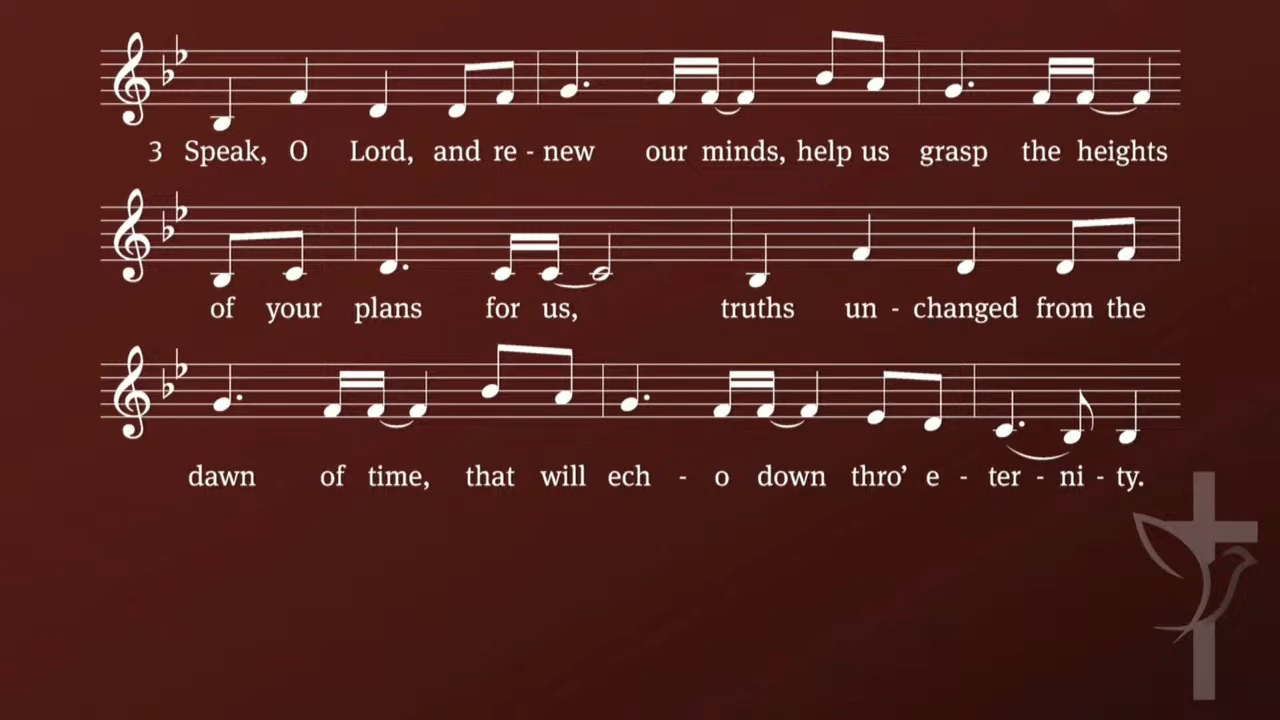 3 Speak, O Lord, and re - new our minds, help us grasp the heights
of your plans for us, truths un - changed from the
dawn of time, that will ech - o down thro’ e - ter - ni - ty.